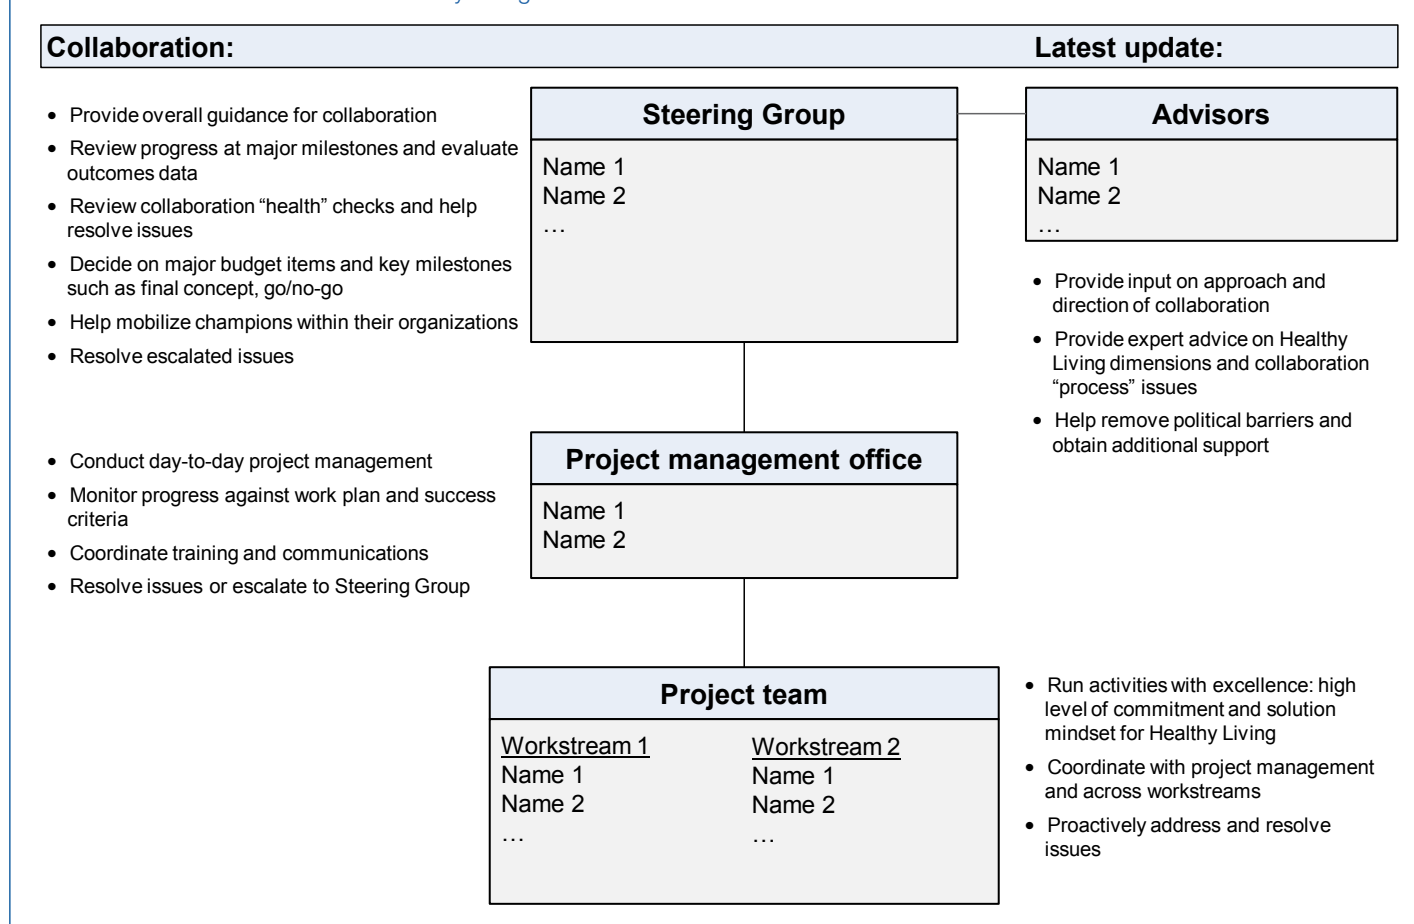 Collaboration:
Latest update:
• Provide overall guidance for collaboration
• Review progress at major milestones and evaluate
outcomes data
• Review collaboration “health” checks and help
resolve issues
• Decide on major budget items and key milestones
such as final concept, go/no-go
• Help mobilize champions within their organizations
• Resolve escalated issues
Steering Group
Name 1
Name 2
…
Advisors
Name 1
Name 2
…
• Provide input on approach and
direction of collaboration
• Provide expert advice on Healthy
Living dimensions and collaboration
“process” issues
• Help remove political barriers and
obtain additional support
• Conduct day-to-day project management
• Monitor progress against work plan and success
criteria
• Coordinate training and communications
• Resolve issues or escalate to Steering Group
Project management office
Name 1
Name 2
Project team
Workstream 1
Name 1
Name 2
…
Workstream 2
Name 1
Name 2
…
• Run activities with excellence: high
level of commitment and solution
mindset for Healthy Living
• Coordinate with project management
and across workstreams
• Proactively address and resolve
issues